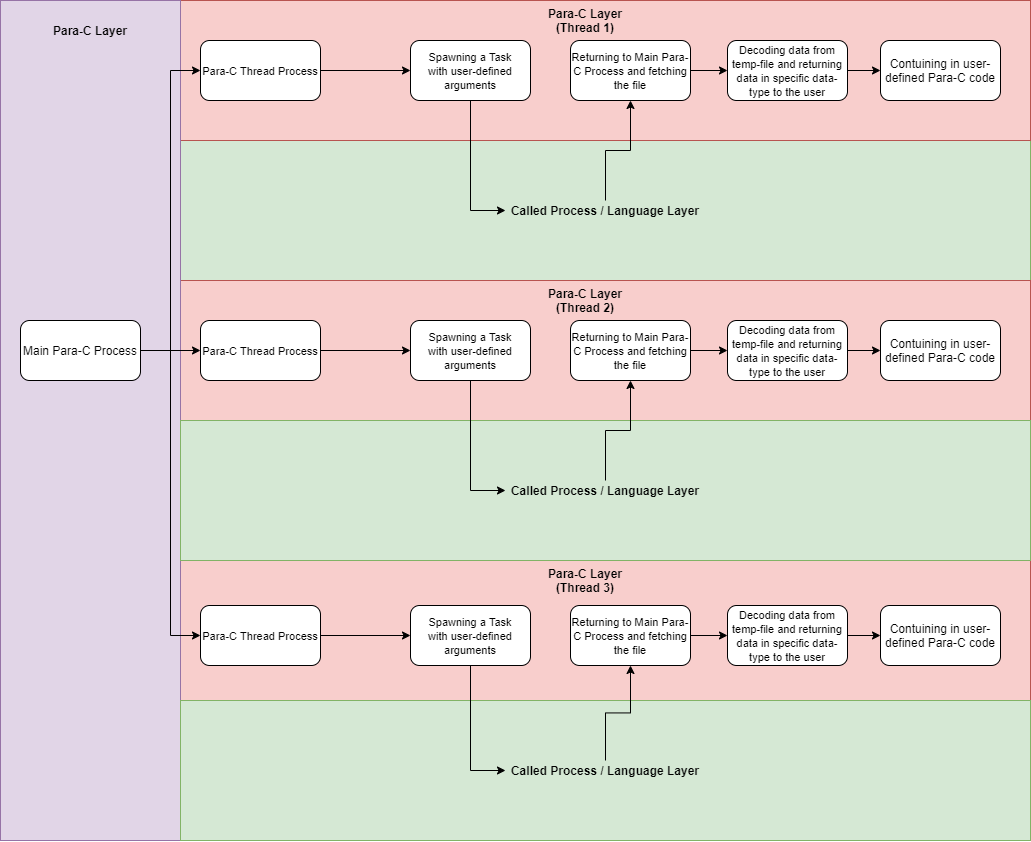 Para-C Layer
Para-C Layer
(Thread 1)
Para-C Thread Process
Spawning a Task
with user-defined
arguments
Returning to Main Para-
C Process and fetching
the file
Decoding data from
temp-file and returning
data in specific data-
type to the user
Contuining in user-
defined Para-C code
Called Process / Language Layer
Main Para-C Process
Para-C Layer
(Thread 2)
Para-C Thread Process
Spawning a Task
with user-defined
arguments
Returning to Main Para-
C Process and fetching
the file
Decoding data from
temp-file and returning
data in specific data-
type to the user
Contuining in user-
defined Para-C code
Called Process / Language Layer
Para-C Layer
(Thread 3)
Para-C Thread Process
Spawning a Task
with user-defined
arguments
Returning to Main Para-
C Process and fetching
the file
Decoding data from
temp-file and returning
data in specific data-
type to the user
Contuining in user-
defined Para-C code
Called Process / Language Layer